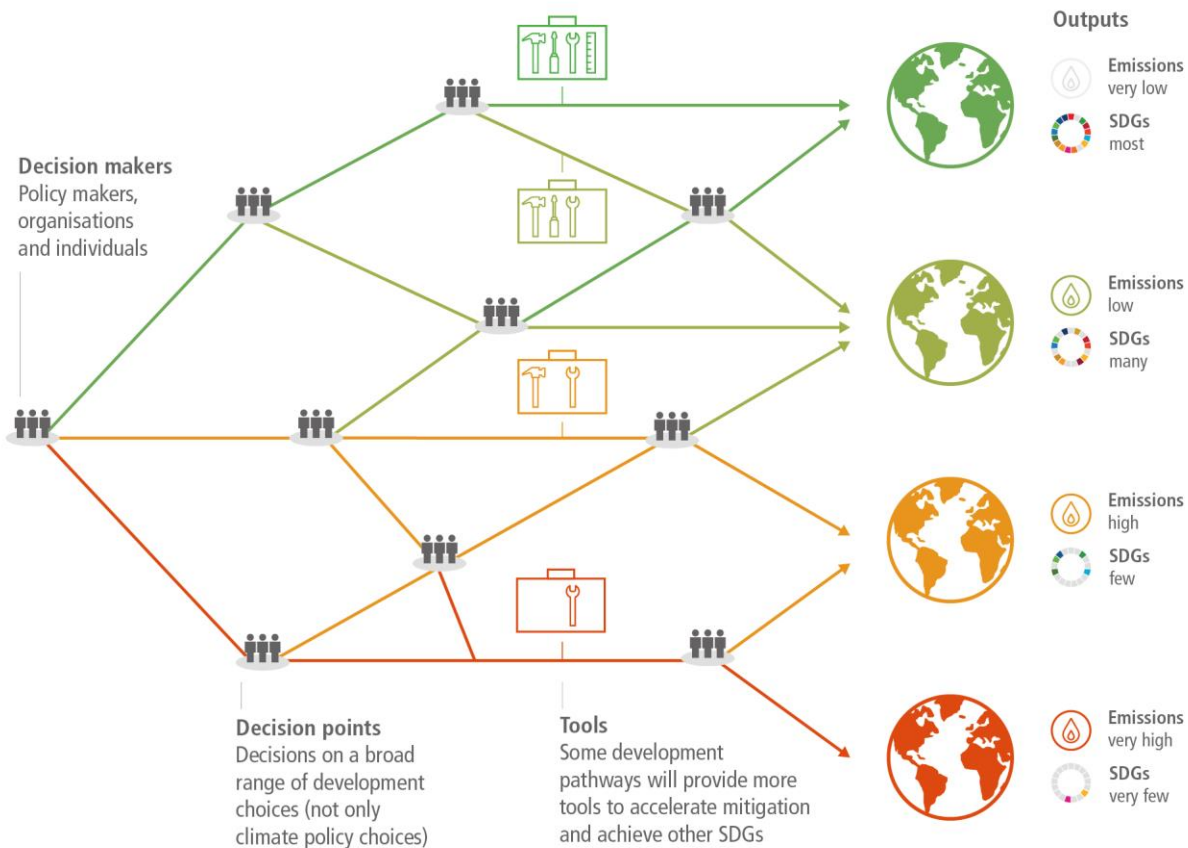 Outputs
Emissions
very low
SDGs
most
Decision makers
Policy makers,
organisations
and individuals
Emissions
low
SDGs
many
Emissions
high
SDGs
few
Decision points
Decisions on a broad
range of development
choices (not only
climate policy choices)
Tools
Some development
pathways will provide more
tools to accelerate mitigation
and achieve other SDGs
Emissions
very high
SDGs
very few